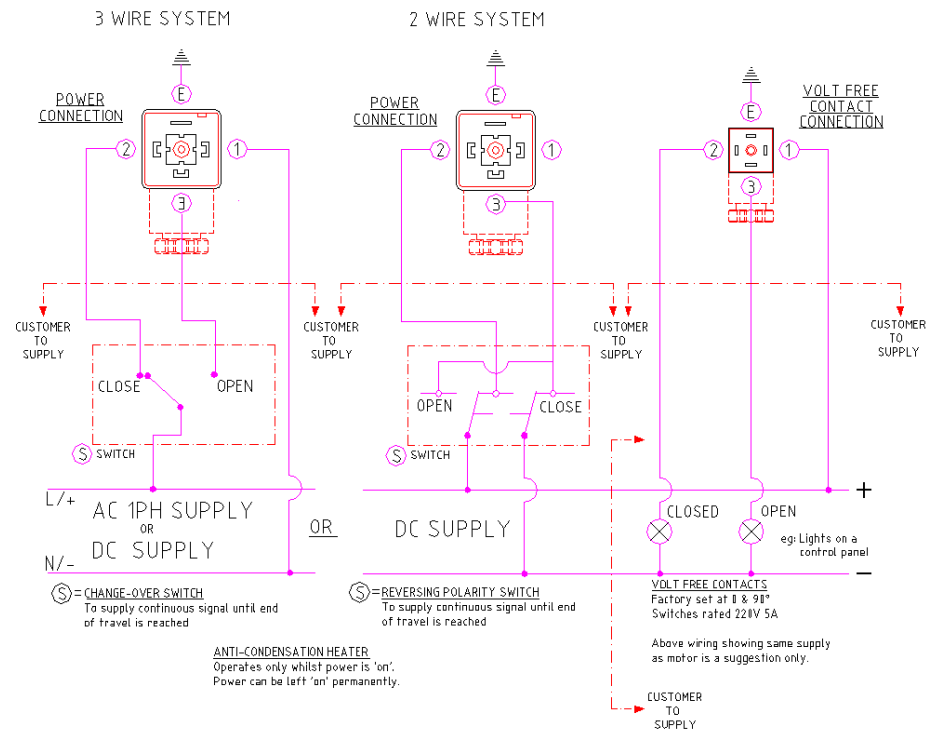 3 WIRE SYSTEM
2 WIRE SYSTEM
E
POWER
CONNECTION
2
1
3
E
POWER
CONNECTION
2
1
3
E
VOLT FREE
CONTACT
CONNECTION
2
1
3
CUSTOMER
TO
SUPPLY
CUSTOMER
TO
SUPPLY
CUSTOMER
TO
SUPPLY
CUSTOMER
TO
SUPPLY
CLOSE
OPEN
S SWITCH
OPEN
CLOSE
S SWITCH
L/+
AC 1PH SUPPLY
OR
DC SUPPLY
N/-
OR
DC SUPPLY
+
-
CLOSED
OPEN
eg: Lights on a
control panel
S = CHANGE-OVER SWITCH
To supply continuous signal until end
of travel is reached
S = REVERSING POLARITY SWITCH
To supply continuous signal until end
of travel is reached
VOLT FREE CONTACTS
Factory set at 0 & 90°
Switches rated 220V 5A
Above wiring showing same supply
as motor is a suggestion only.
ANTI-CONDENSATION HEATER
Operates only whilst power is 'on'.
Power can be left 'on' permanently.
CUSTOMER
TO
SUPPLY